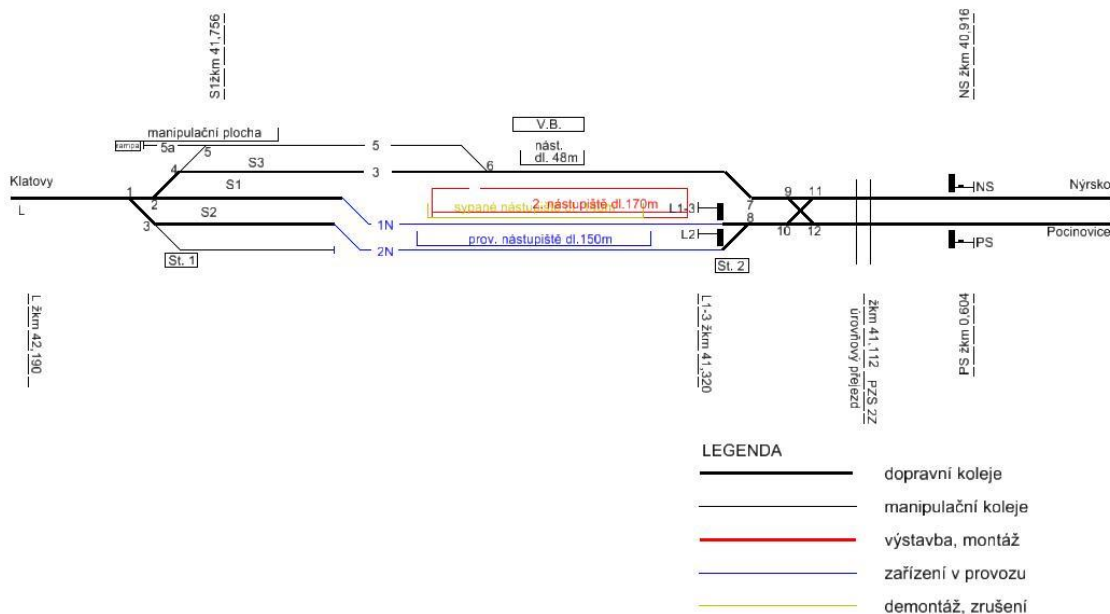 S1žkm 41,756
NS žkm 40,916
manipulační plocha
V.B.
rampa
5a
5
5
nást.
dl. 48m
4
S3
3
6
Klatovy
1
S1
9
11
NS
Nýrsko
L
2
S2
sypané nástupiště
2. nástupiště dl.170m
L1-3
7
3
1N
8
Pocinovice
prov. nástupiště dl.150m
L2
10
12
PS
St. 1
2N
St. 2
L žkm 42,190
L1-3 žkm 41,320
žkm 41,112 PZS 2Z
úrovňový přejezd
PS žkm 0,604
LEGENDA
dopravní koleje
manipulační koleje
výstavba, montáž
zařízení v provozu
demontáž, zrušení